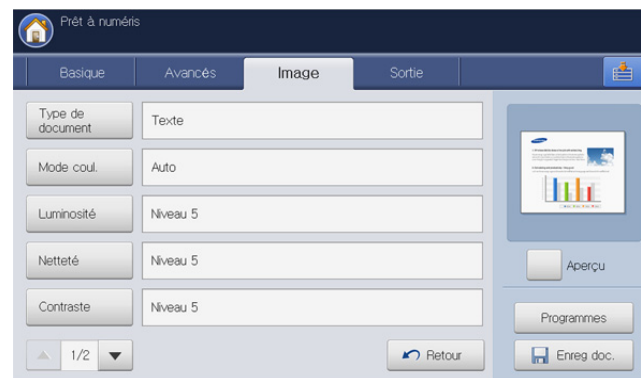 Prêt à numéris
Basique
Avancés
Image
Sortie
Type de
document
Texte
Mode coul.
Auto
Luminosité
Niveau 5
Netteté
Niveau 5
Contraste
Niveau 5
1/2
Retour
Aperçu
Programmes
Enreg doc.